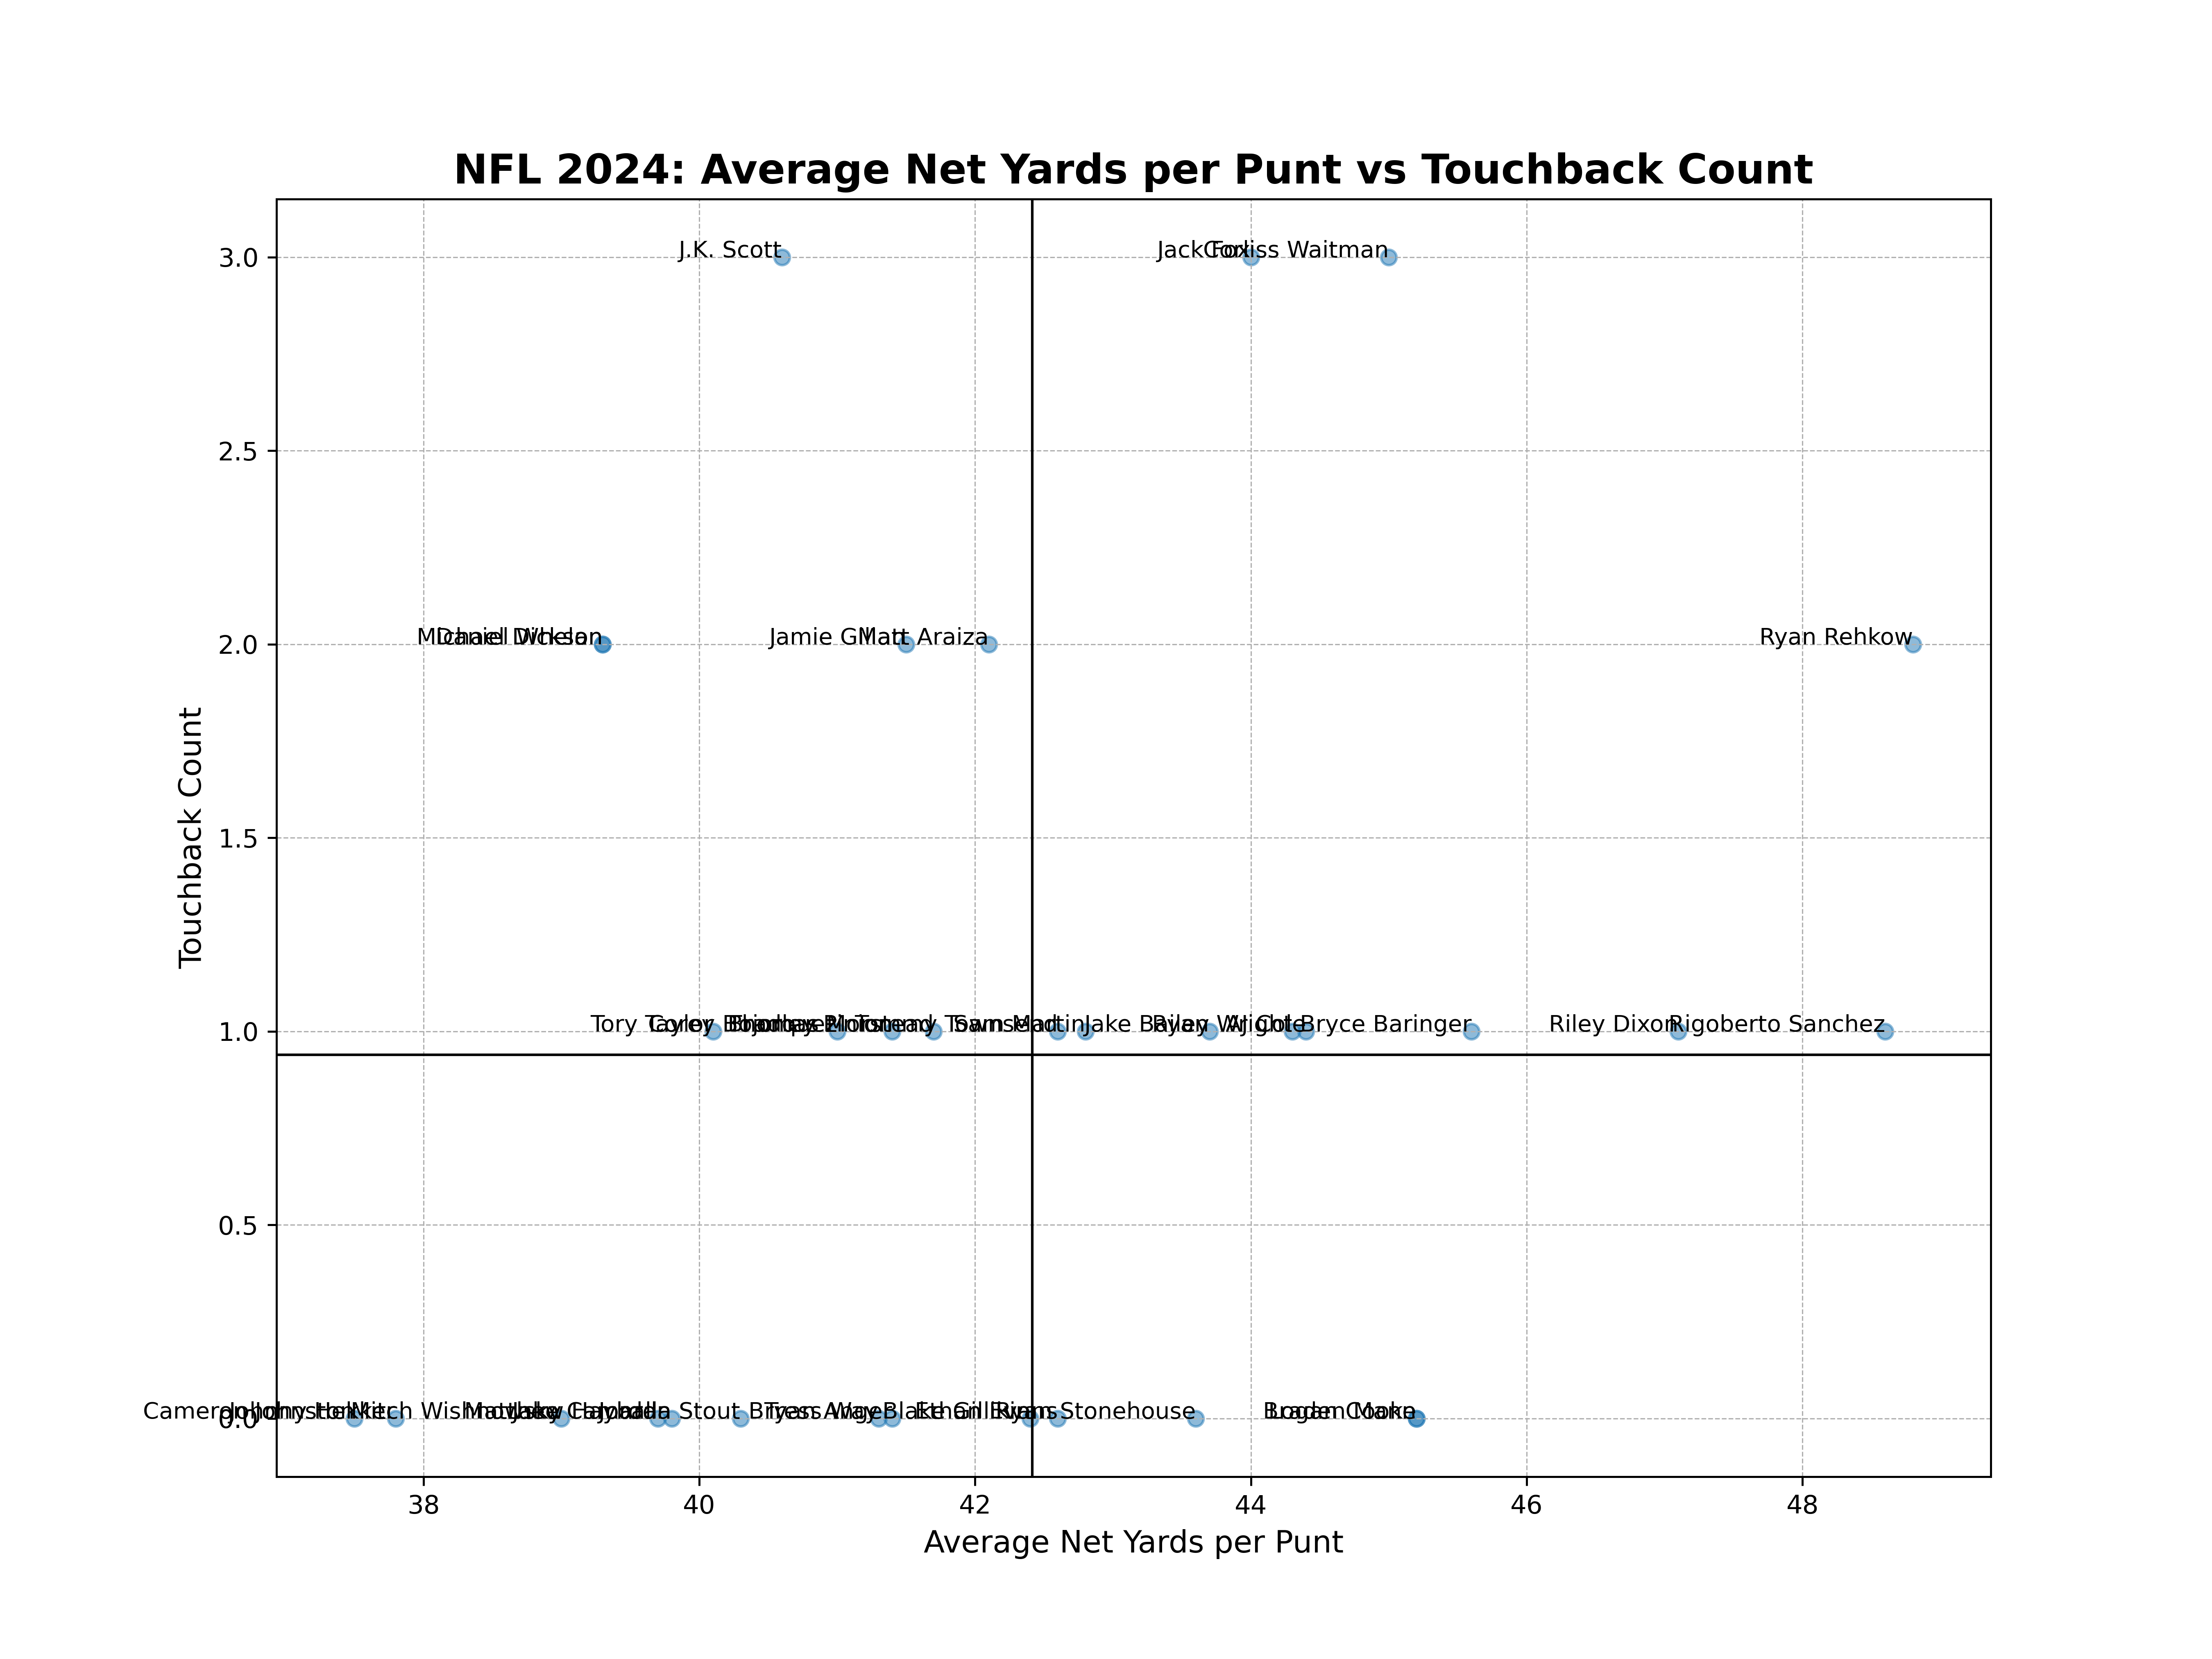 NFL 2024: Average Net Yards per Punt vs Touchback Count
3.0
J.K. Scott
Jack Fox
Corliss Waitman
2.5
2.0
Michael Dickson
Daniel Whelan
Jamie Gillan
Matt Araiza
Ryan Rehkow
1.5
1.0
Tory Taylor
Corey Bojorquez
Thomas Morstead
Tommy Townsend
Sam Martin
Jake Bailey
Ryan Wright
AJ Cole
Bryce Baringer
Riley Dixon
Rigoberto Sanchez
0.5
0.0
Cameron Johnston
Johnny Hekker
Mitch Wishnowsky
Matthew Hayball
Jake Camarda
Jordan Stout
Bryan Anger
Tress Way
Blake Gillikin
Ethan Evans
Ryan Stonehouse
Braden Mann
Logan Cooke
38
40
42
44
46
48
Average Net Yards per Punt
Touchback Count